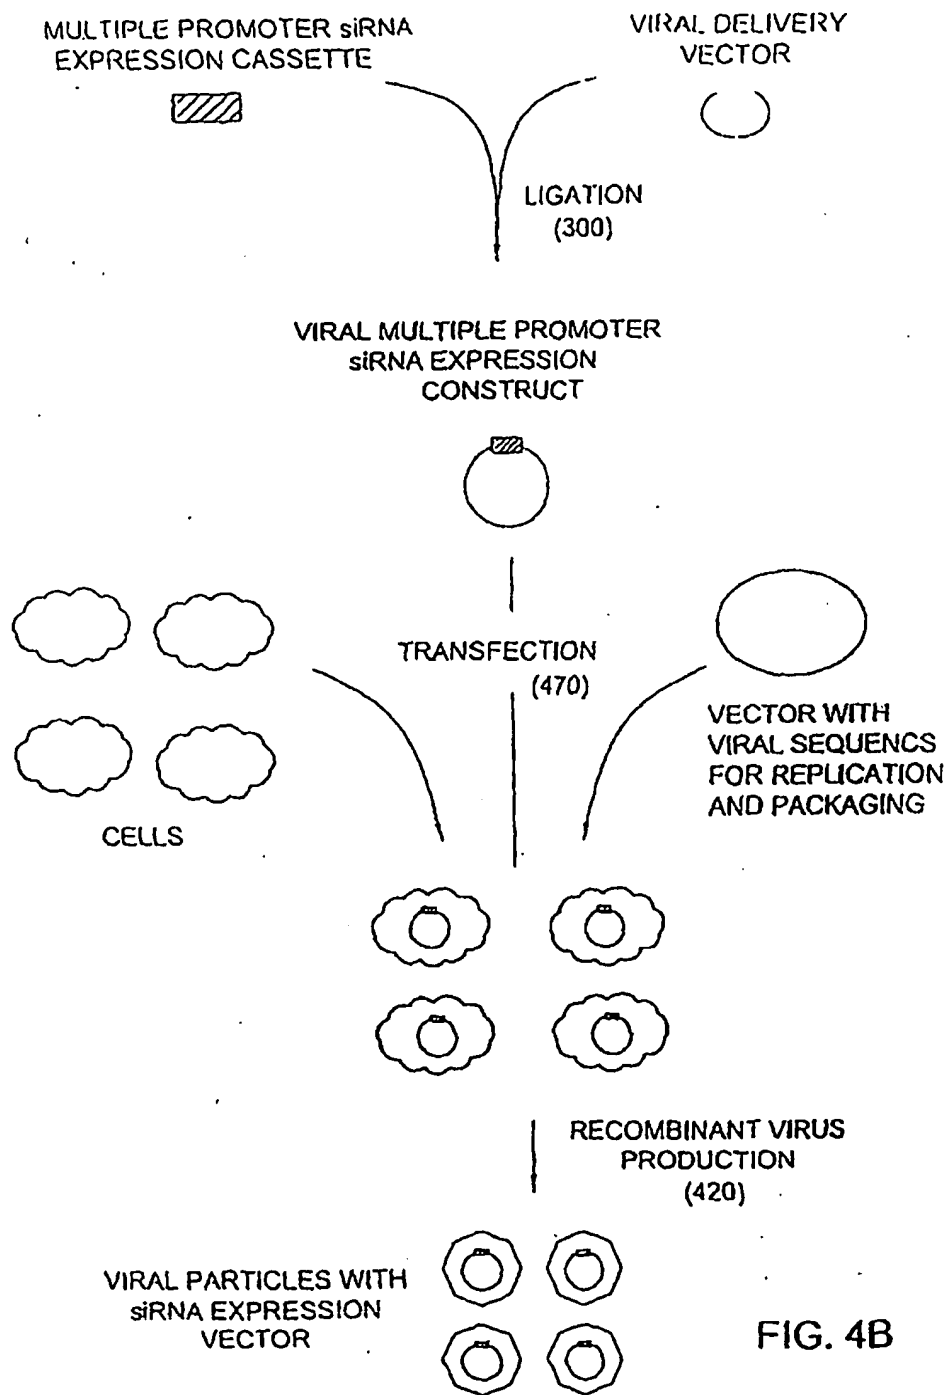 MULTIPLE PROMOTER siRNA
EXPRESSION CASSETTE
VIRAL DELIVERY
VECTOR
LIGATION
(300)
VIRAL MULTIPLE PROMOTER
siRNA EXPRESSION
CONSTRUCT
TRANSFECTION
(470)
VECTOR WITH
VIRAL SEQUENCS
FOR REPLICATION
AND PACKAGING
CELLS
RECOMBINANT VIRUS
PRODUCTION
(420)
VIRAL PARTICLES WITH
siRNA EXPRESSION
VECTOR
FIG. 4B